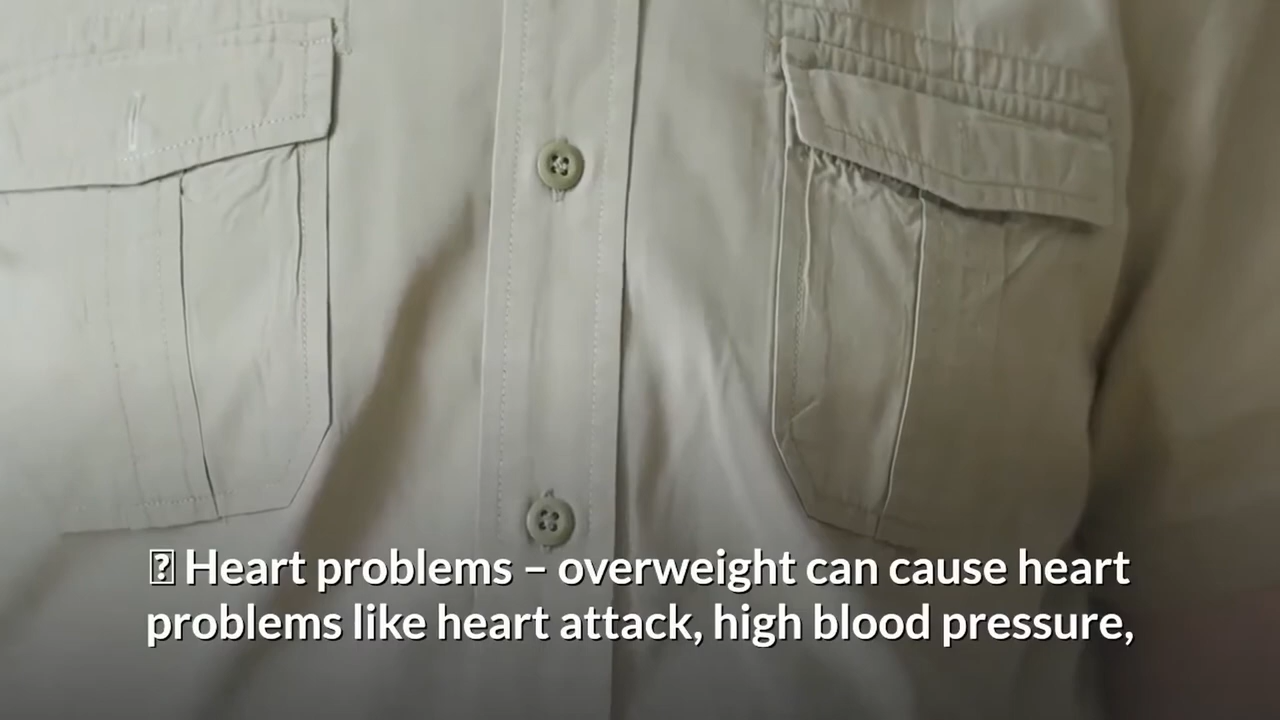 ⍰ Heart problems – overweight can cause heart
problems like heart attack, high blood pressure,